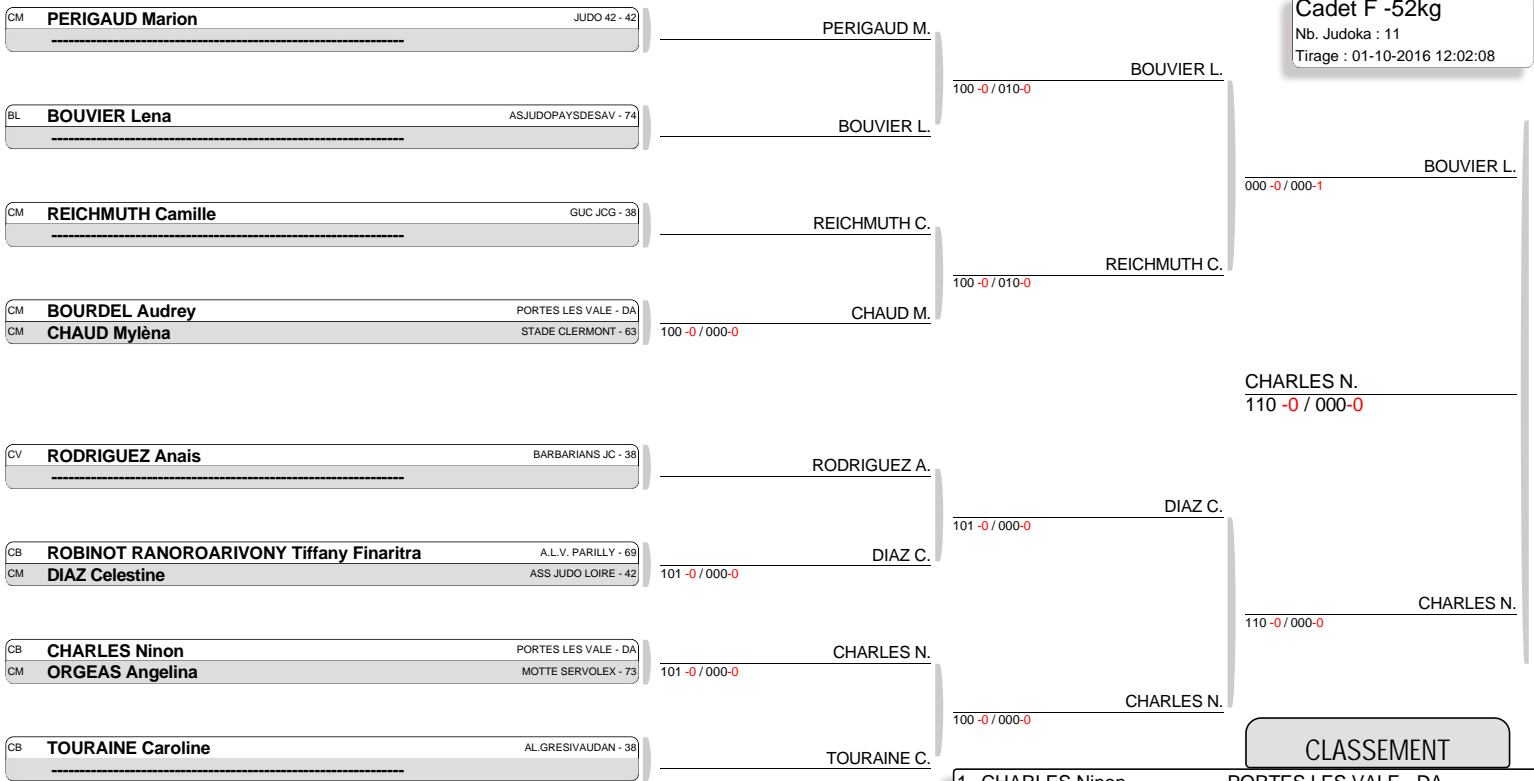 Cadet F -52kg
Nb. Judoka : 11
Tirage : 01-10-2016 12:02:08
CM PERIGAUD Marion JUDO 42 - 42
----------------------------------------------------------------
PERIGAUD M.
BOUVIER L.
100 -0 / 010-0
BL BOUVIER Lena ASJUDOPAYSDESAV - 74
----------------------------------------------------------------
BOUVIER L.
BOUVIER L.
000 -0 / 000-1
CM REICHMUTH Camille GUC JCG - 38
----------------------------------------------------------------
REICHMUTH C.
REICHMUTH C.
100 -0 / 010-0
CM BOURDEL Audrey PORTES LES VALE - DA
CM CHAUD Mylèna STADE CLERMONT - 63
CHAUD M.
100 -0 / 000-0
CHARLES N.
110 -0 / 000-0
CV RODRIGUEZ Anais BARBARIANS JC - 38
----------------------------------------------------------------
RODRIGUEZ A.
DIAZ C.
101 -0 / 000-0
CB ROBINOT RANOROARIVONY Tiffany Finaritra A.L.V. PARILLY - 69
CM DIAZ Celestine ASS JUDO LOIRE - 42
DIAZ C.
101 -0 / 000-0
CHARLES N.
110 -0 / 000-0
CB CHARLES Ninon PORTES LES VALE - DA
CM ORGEAS Angelina MOTTE SERVOLEX - 73
CHARLES N.
101 -0 / 000-0
CHARLES N.
100 -0 / 000-0
CB TOURAINE Caroline AL.GRESIVAUDAN - 38
----------------------------------------------------------------
TOURAINE C.
CLASSEMENT
1 CHARLES Ninon PORTES LES VALE - DA